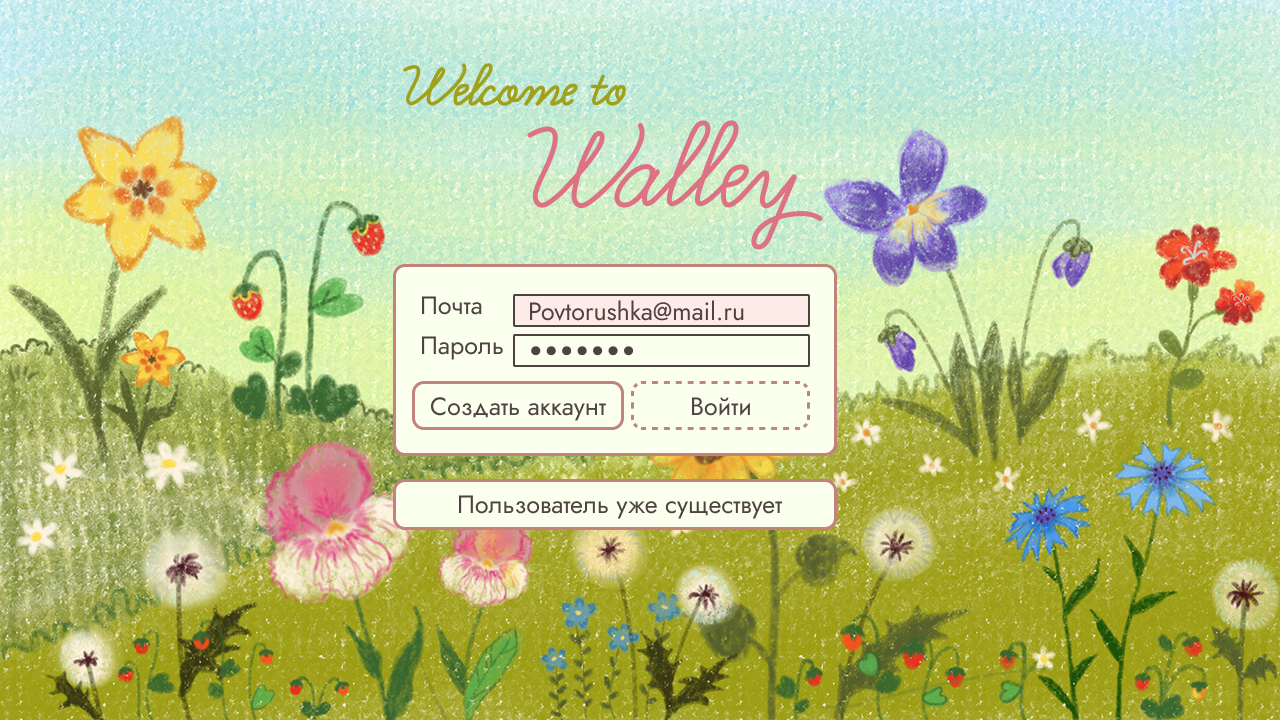 Welcome to
Walley
Почта
Povtorushka@mail.ru
Пароль
●●●●●●●
Создать аккаунт
Войти
Пользователь уже существует